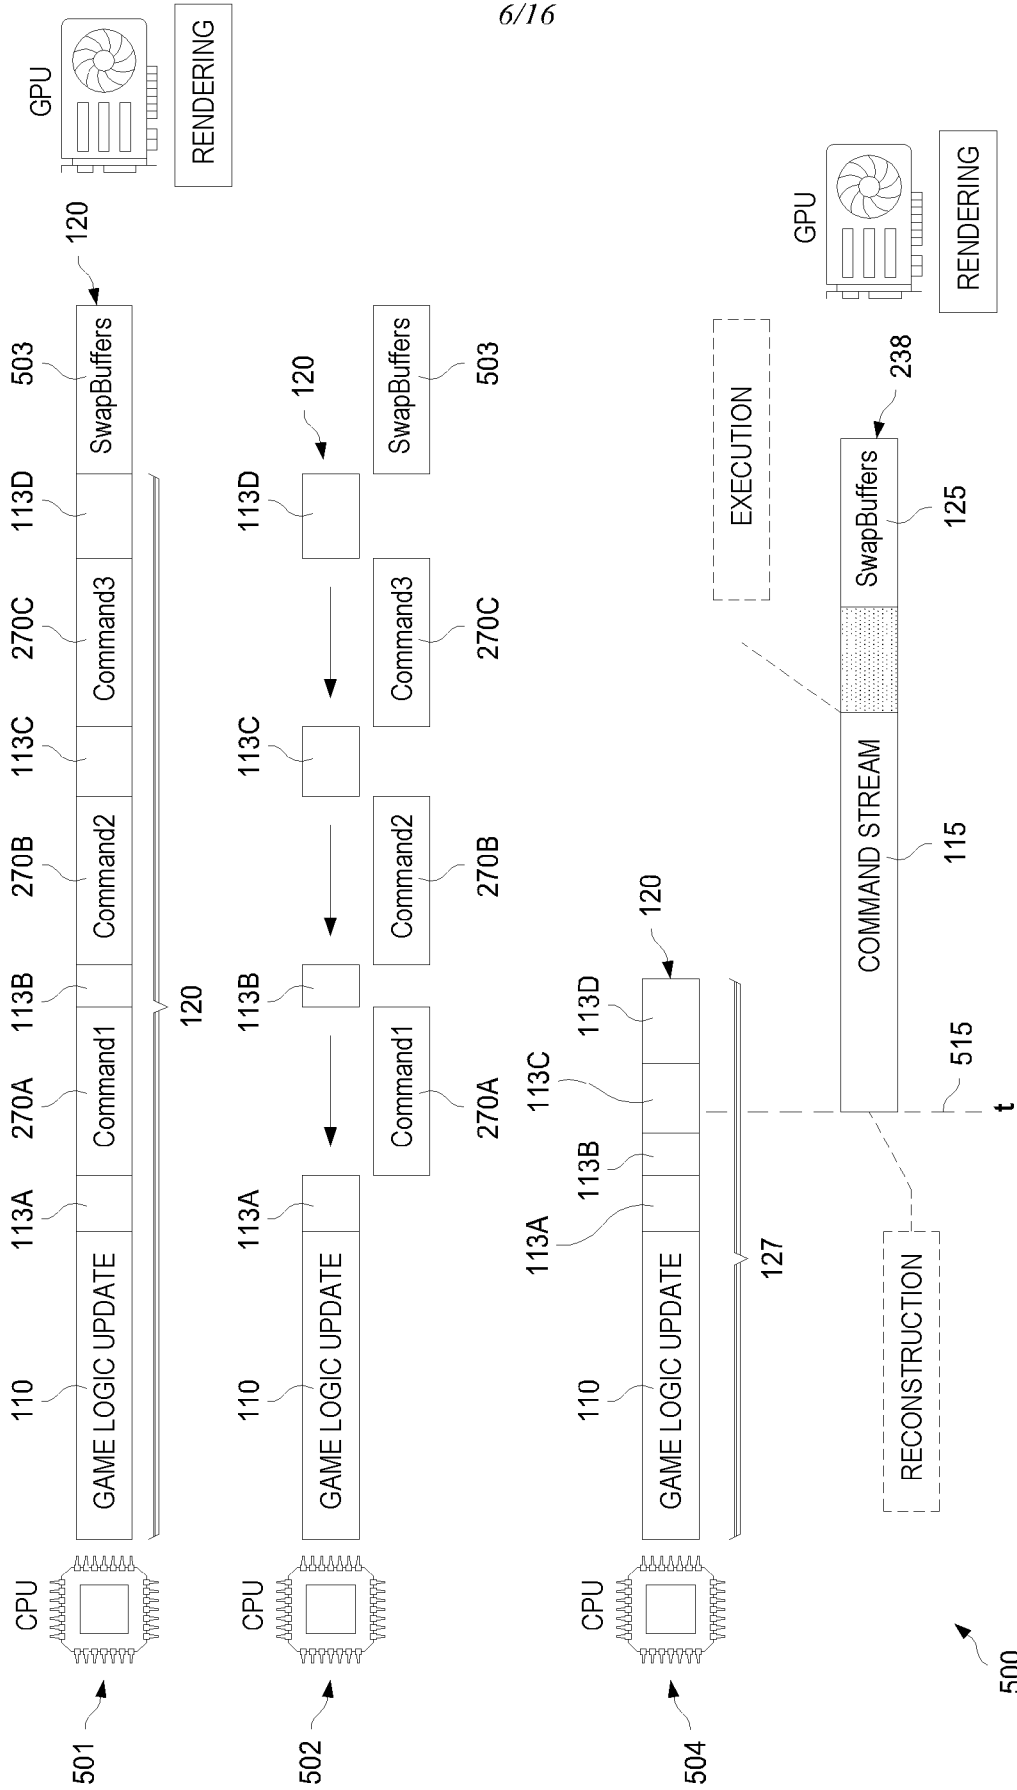 6/16
501
CPU
110
GAME LOGIC UPDATE
113A
270A
Command1
113B
270B
Command2
113C
270C
Command3
113D
503
SwapBuffers
120
120
GPU
RENDERING
502
CPU
110
GAME LOGIC UPDATE
113A
113B
113C
113D
120
Command1
270A
Command2
270B
Command3
270C
SwapBuffers
503
504
CPU
110
GAME LOGIC UPDATE
113A
113B
113C
113D
120
127
EXECUTION
RECONSTRUCTION
COMMAND STREAM
115
SwapBuffers
125
238
GPU
RENDERING
515
t
500